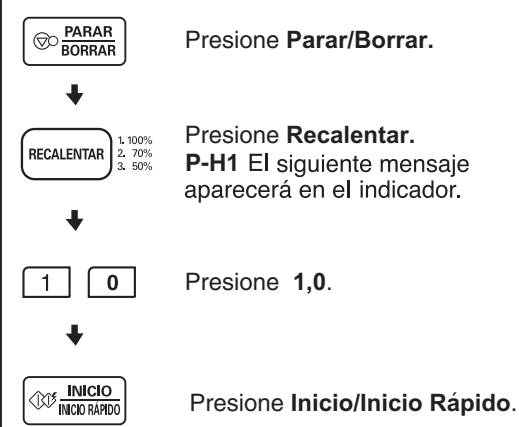 PARAR
BORRAR
Presione Parar/Borrar.
RECALENTAR
1. 100%
2. 70%
3. 50%
Presione Recalentar.
P-H1 El siguiente mensaje
aparecerá en el indicador.
1 0
Presione 1,0.
INICIO
INICIO RÁPIDO
Presione Inicio/Inicio Rápido.